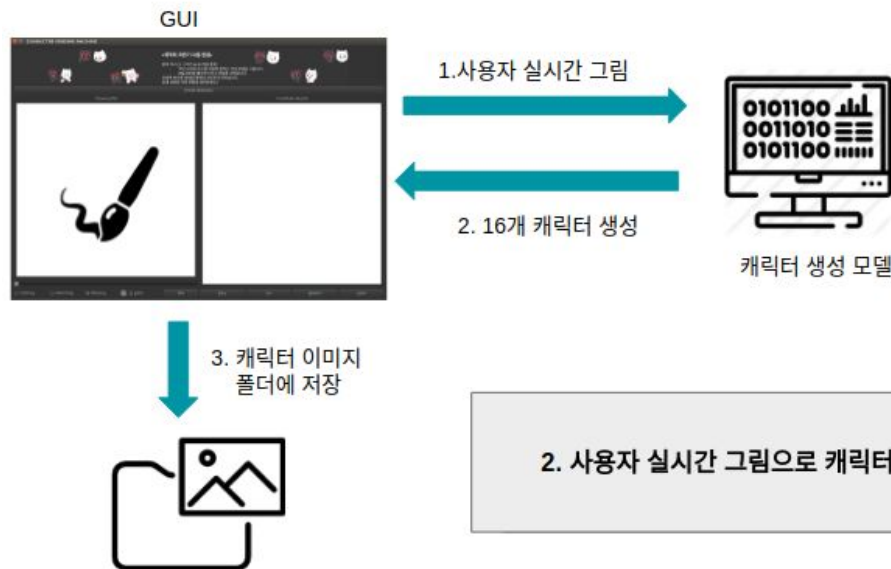 GUI
1.사용자 실시간 그림
0101100
0011010
0101100
2. 16개 캐릭터 생성
캐릭터 생성 모델
3. 캐릭터 이미지
폴더에 저장
2. 사용자 실시간 그림으로 캐릭터